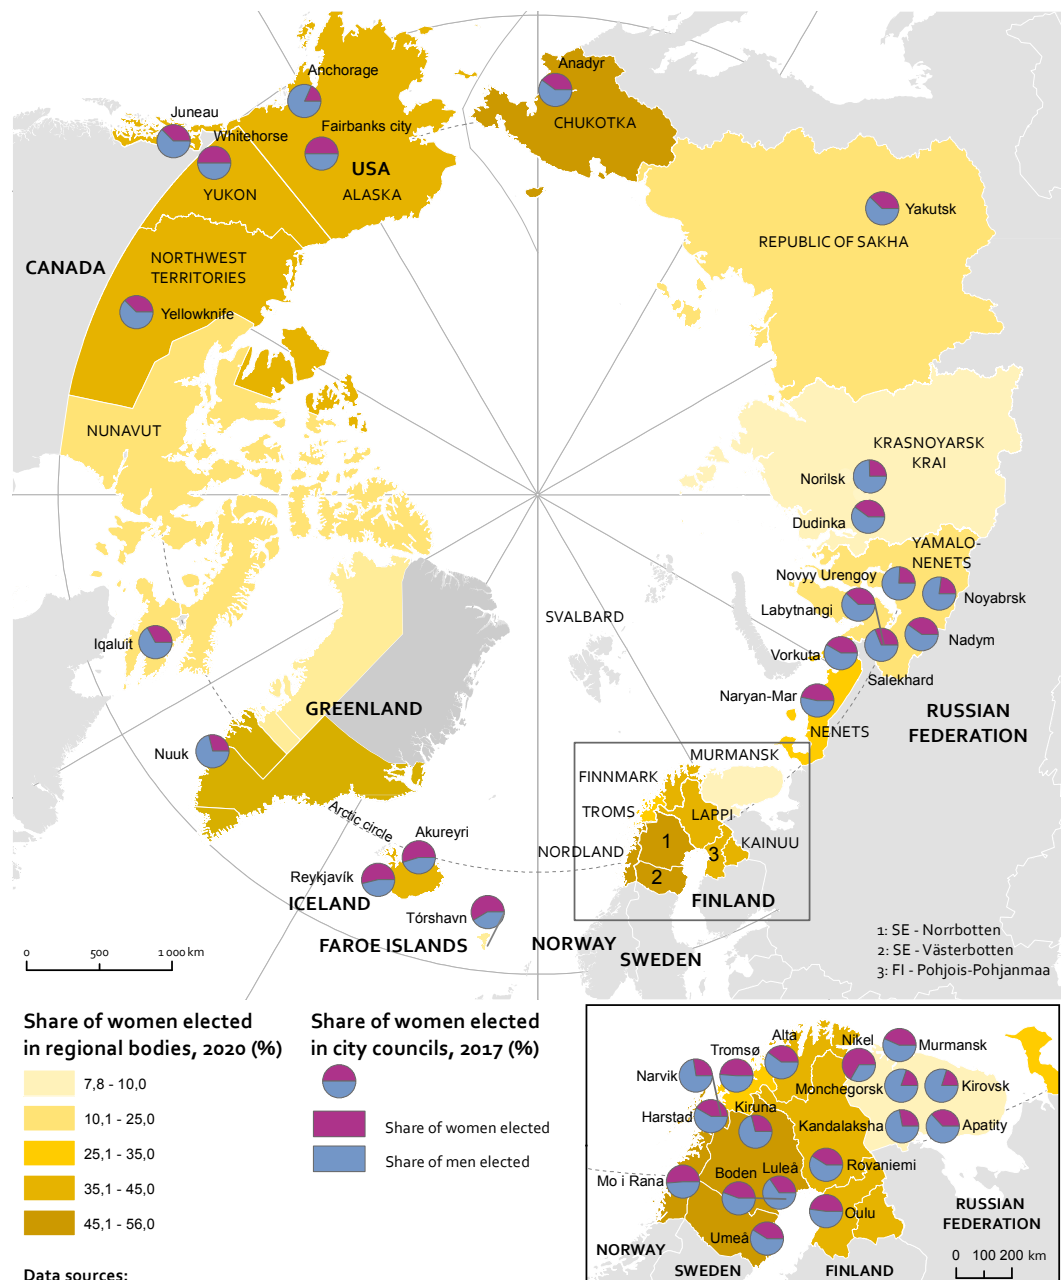 Anchorage
Anadyr
Juneau
Whitehorse
Fairbanks city
CHUKOTKA
USA
YUKON
ALASKA
Yakutsk
REPUBLIC OF SAKHA
CANADA
NORTHWEST
TERRITORIES
Yellowknife
NUNAVUT
KRASNOYARSK
KRAI
Norilsk
Dudinka
YAMALO-
NENETS
Novyy Urengoy
Noyabrsk
Labytnangi
SVALBARD
Iqaluit
Nadym
Vorkuta
Salekhard
Naryan-Mar
GREENLAND
RUSSIAN
FEDERATION
NENETS
Nuuk
MURMANSK
FINNMARK
TROMS
LAPPI
Arctic circle
Akureyri
NORDLAND
1
KAINUU
3
2
Reykjavík
ICELAND
FINLAND
Tórshavn
FAROE ISLANDS
NORWAY
SWEDEN
1: SE - Norrbotten
2: SE - Västerbotten
3: FI - Pohjois-Pohjanmaa
0 500 1 000 km
Share of women elected
in regional bodies, 2020 (%)
7,8 - 10,0
10,1 - 25,0
25,1 - 35,0
35,1 - 45,0
45,1 - 56,0
Data sources:
Share of women elected
in city councils, 2017 (%)
Share of women elected
Share of men elected
Alta
Nikel
Murmansk
Tromsø
Narvik
Monchegorsk
Kirovsk
Harstad
Kiruna
Kandalaksha
Apatity
Boden
Luleå
Rovaniemi
Mo i Rana
Oulu
RUSSIAN
FEDERATION
Umeå
NORWAY
0 100 200 km
SWEDEN
FINLAND